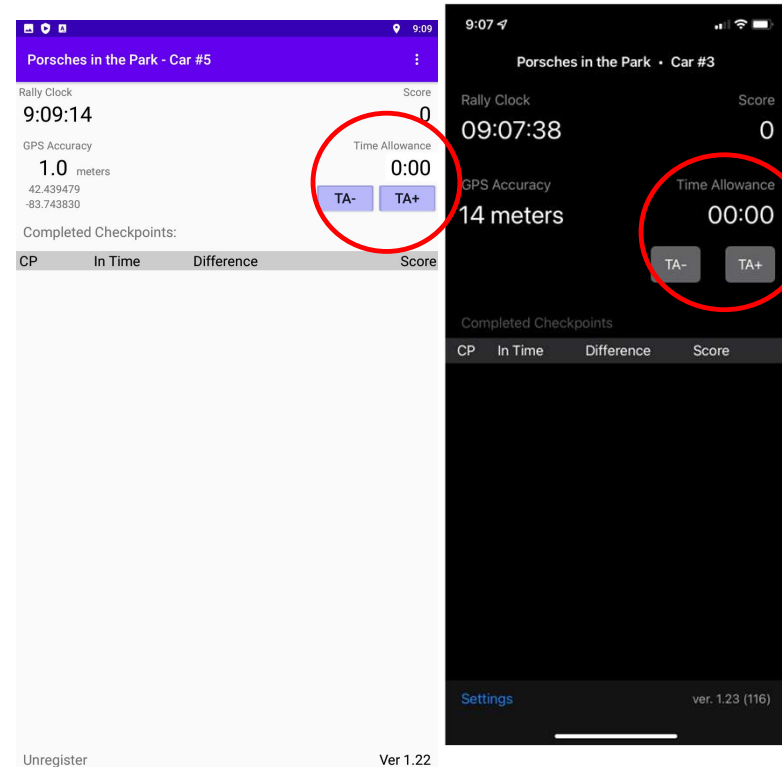 9:09
Porsches in the Park - Car #5
Rally Clock
Score
9:09:14
0
GPS Accuracy
Time Allowance
1.0 meters
0:00
42.439479
-83.743830
TA-
TA+
Completed Checkpoints:
CP In Time Difference Score
Unregister
Ver 1.22
9:07
Porsches in the Park • Car #3
Rally Clock
Score
09:07:38
0
GPS Accuracy
Time Allowance
14 meters
00:00
TA-
TA+
Completed Checkpoints
CP In Time Difference Score
Settings
ver. 1.23 (116)